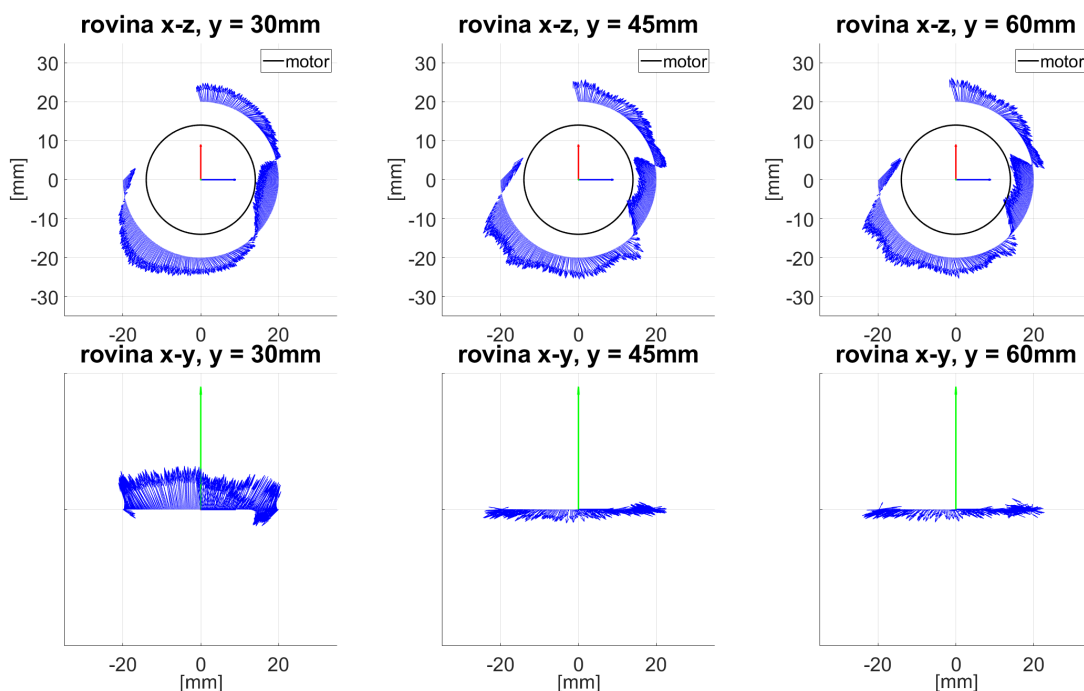 rovina x-z, y = 30mm
rovina x-z, y = 45mm
rovina x-z, y = 60mm
motor
motor
motor
30
20
10
0
-10
-20
-30
[mm]
-20
0
20
30
20
10
0
-10
-20
-30
[mm]
-20
0
20
30
20
10
0
-10
-20
-30
[mm]
-20
0
20
rovina x-y, y = 30mm
rovina x-y, y = 45mm
rovina x-y, y = 60mm
-20
0
20
[mm]
-20
0
20
[mm]
-20
0
20
[mm]